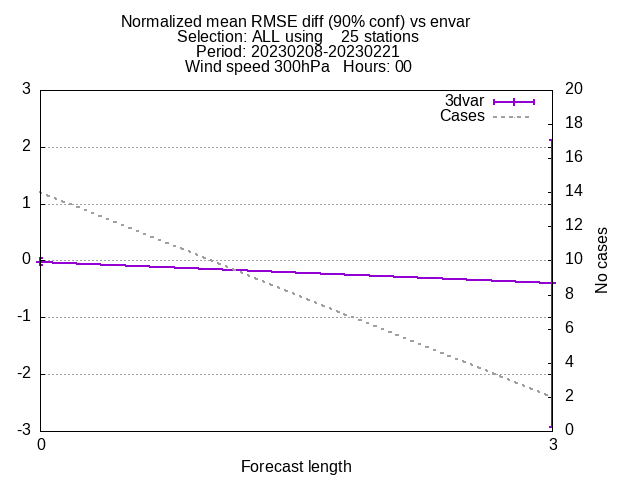 Normalized mean RMSE diff (90% conf) vs envar
Selection: ALL using    25 stations
Period: 20230208-20230221
Wind speed 300hPa   Hours: 00
3dvar
Cases
3
2
1
0
-1
-2
-3
20
18
16
14
12
10
8
6
4
2
0
No cases
0
3
Forecast length